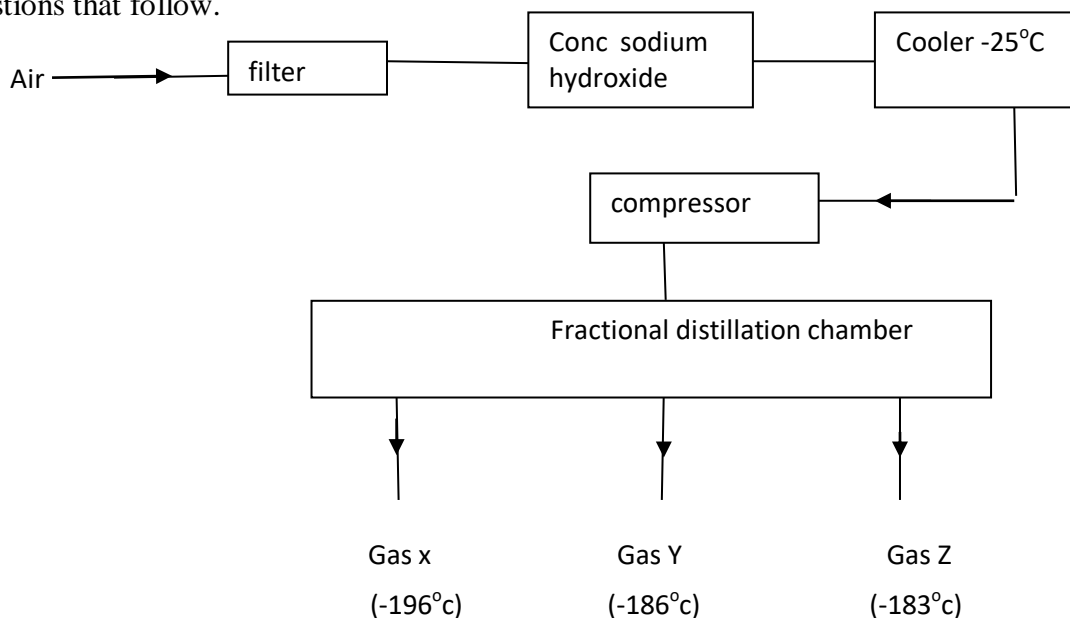 stions that follow.
Air
filter
Conc sodium
hydroxide
Cooler -25°C
compressor
Fractional distillation chamber
Gas x
(-196°c)
Gas Y
(-186°c)
Gas Z
(-183°c)